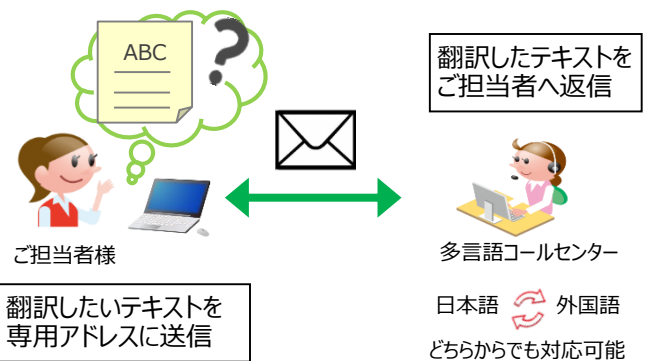 ABC
?
翻訳したテキストを
ご担当者へ返信
ご担当者様
多言語コールセンター
翻訳したいテキストを
専用アドレスに送信
日本語 外国語
どちらからでも対応可能